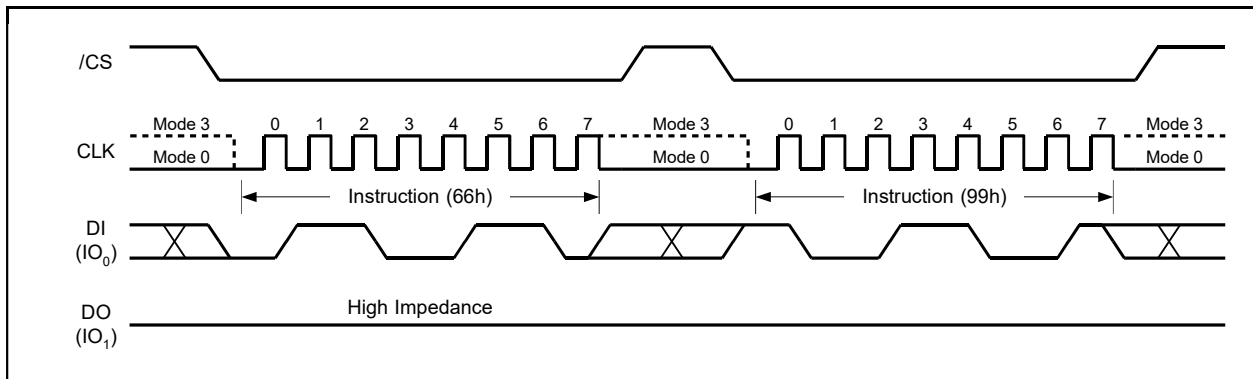 /CS
Mode 3 0 1 2 3 4 5 6 7 Mode 3 0 1 2 3 4 5 6 7 Mode 3
CLK Mode 0 Mode 0 Mode 0
Instruction (66h) Instruction (99h)
DI
(IO0)
DO High Impedance
(IO1)